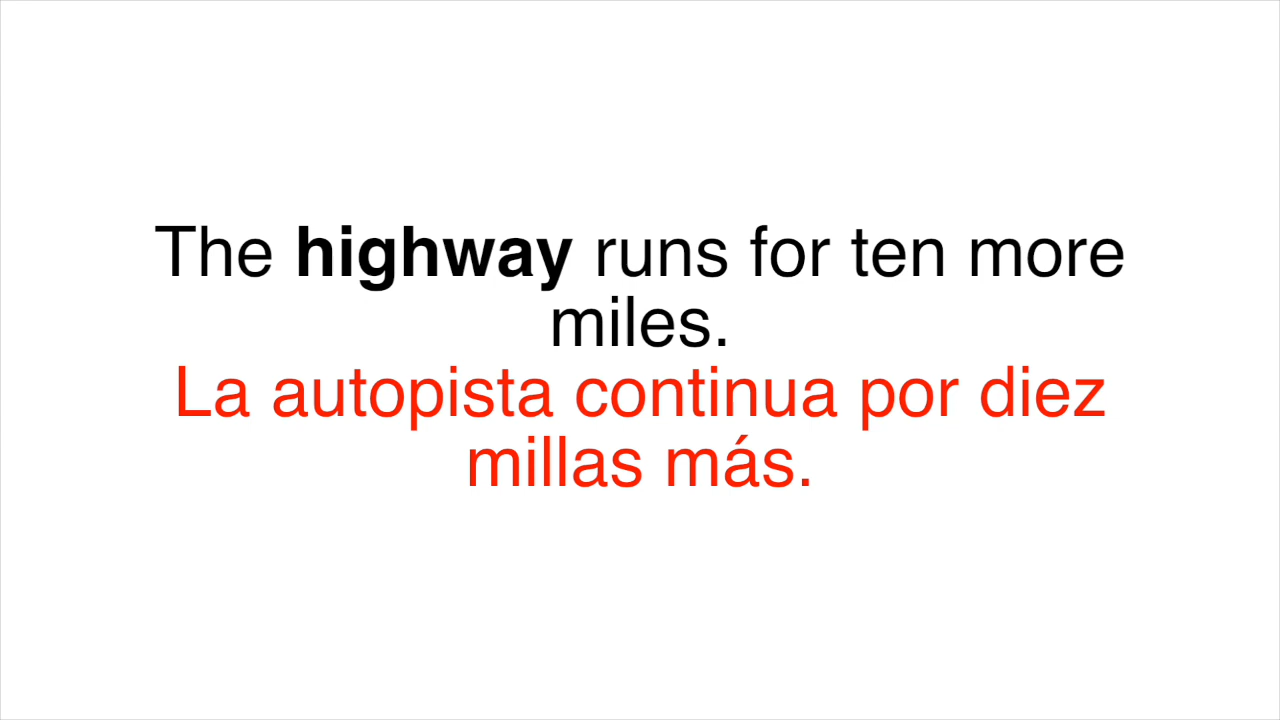 The highway runs for ten more
miles.
La autopista continua por diez
millas más.